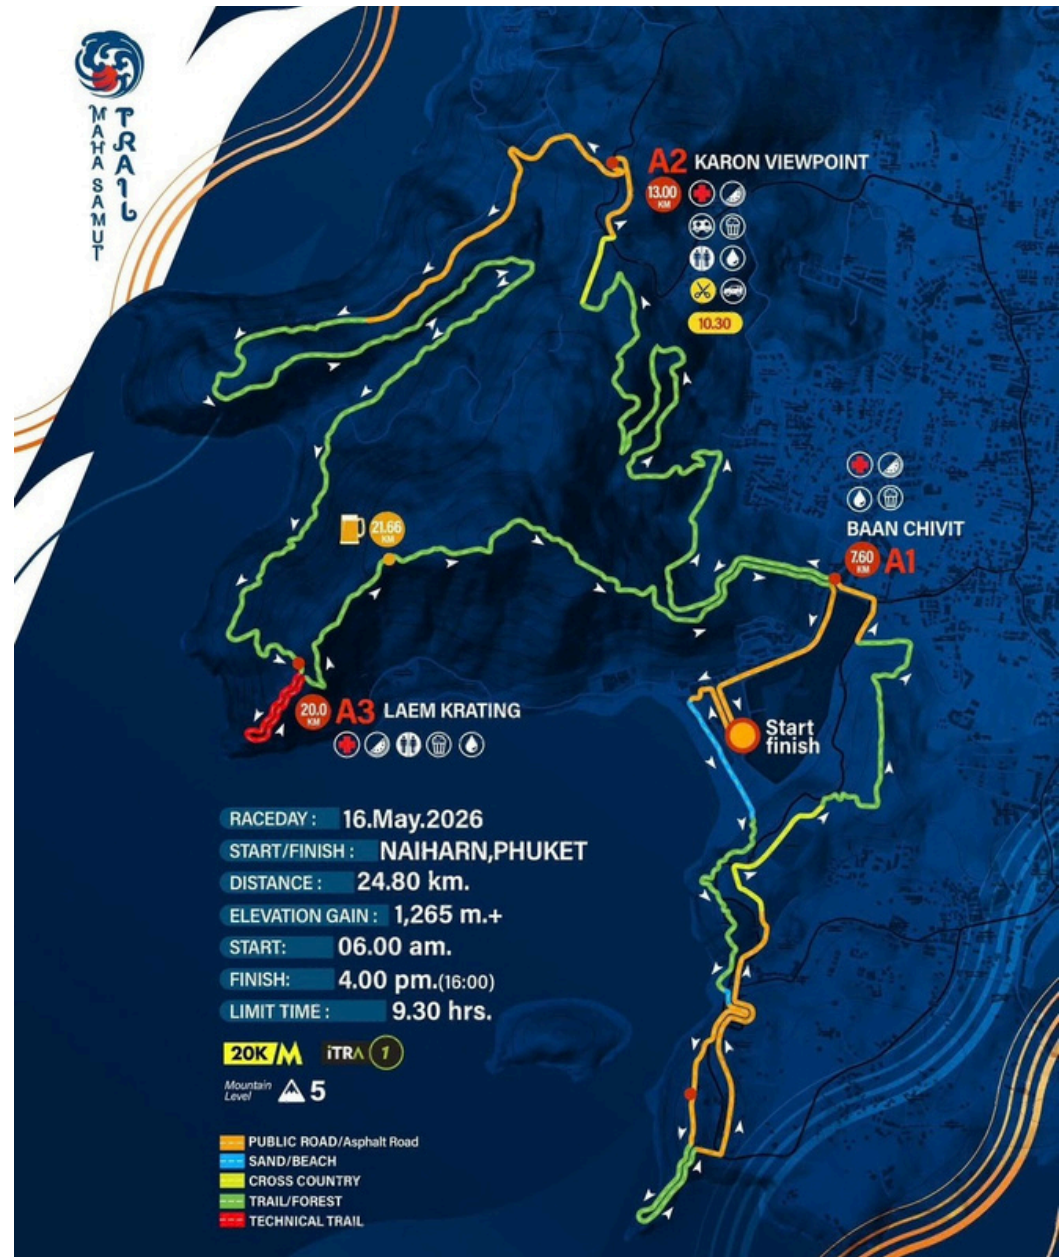 MAHA SAMUT
TRAIL
A2 KARON VIEWPOINT
13.00
KM
10.30
BAAN CHIVIT
7.60
KM
A1
21.66
KM
20.0
KM
A3 LAEM KRATING
Start
finish
RACEDAY : 16.May.2026
START/FINISH : NAIHARN,PHUKET
DISTANCE : 24.80 km.
ELEVATION GAIN : 1,265 m.+
START: 06.00 am.
FINISH: 4.00 pm.(16:00)
LIMIT TIME : 9.30 hrs.
20K M iTRA 1
Mountain
Level 5
PUBLIC ROAD/Asphalt Road
SAND/BEACH
CROSS COUNTRY
TRAIL/FOREST
TECHNICAL TRAIL